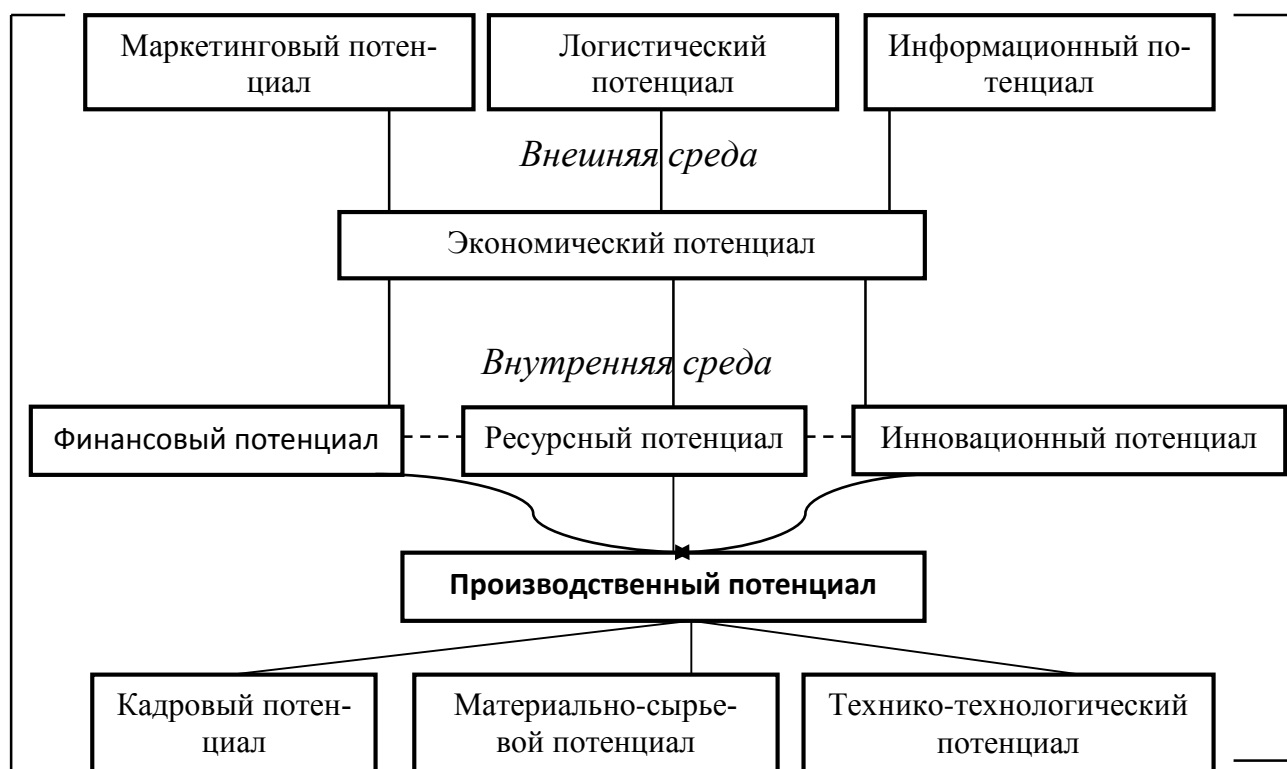 Маркетинговый потен-
циал
Логистический
потенциал
Информационный по-
тенциал
Внешняя среда
Экономический потенциал
Внутренняя среда
Финансовый потенциал
Ресурсный потенциал
Инновационный потенциал
Производственный потенциал
Кадровый потен-
циал
Материально-сырье-
вой потенциал
Технико-технологический
потенциал